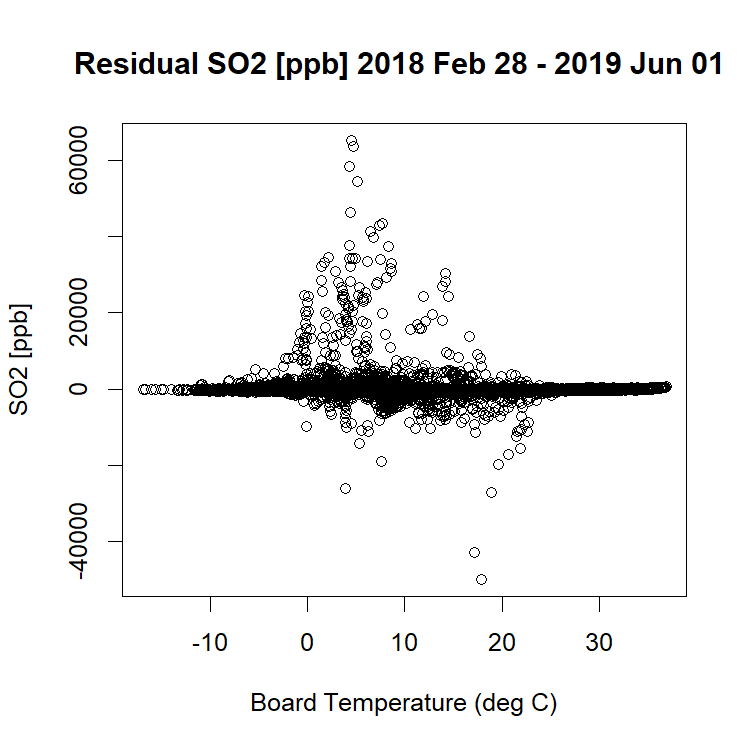 Residual SO2 [ppb] 2018 Feb 28 - 2019 Jun 01
SO2 [ppb]
60000
20000
0
-40000
-10 0 10 20 30
Board Temperature (deg C)